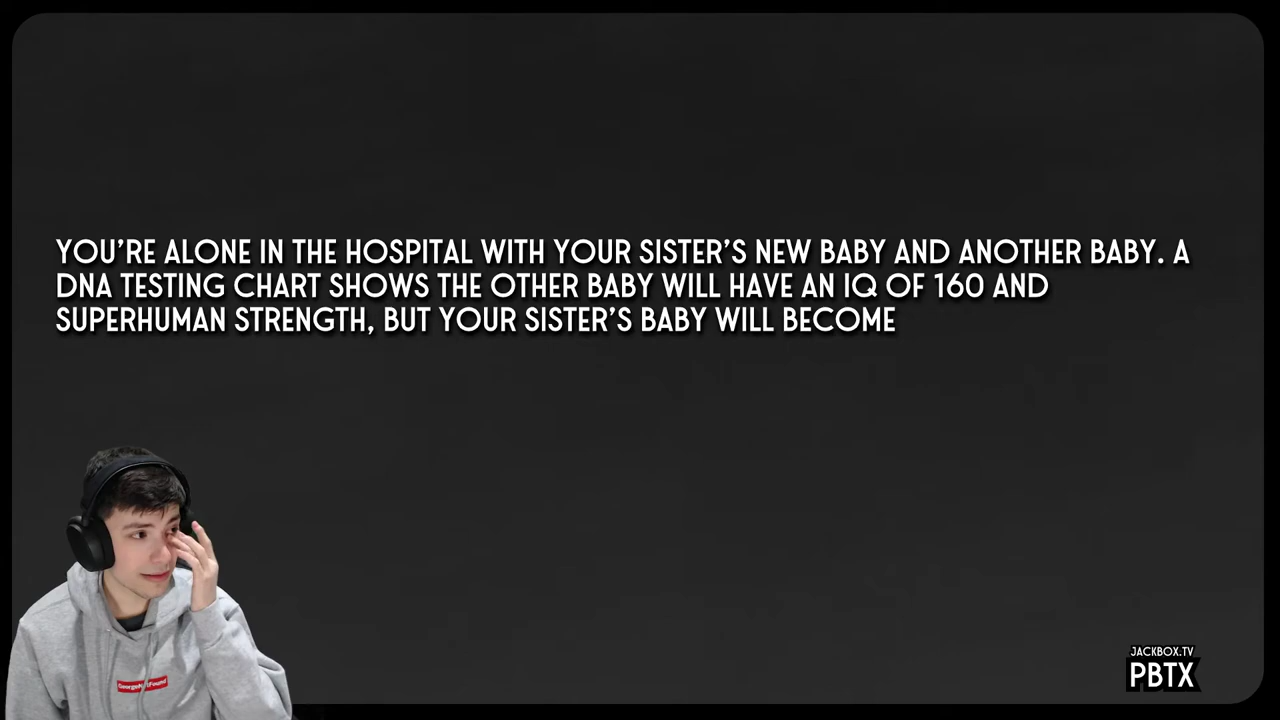 YOU'RE ALONE IN THE HOSPITAL WITH YOUR SISTER'S NEW BABY AND ANOTHER BABY. A
DNA TESTING CHART SHOWS THE OTHER BABY WILL HAVE AN IQ OF 160 AND
SUPERHUMAN STRENGTH, BUT YOUR SISTER'S BABY WILL BECOME
GeorgeNotFound
JACKBOX.TV
PBTX